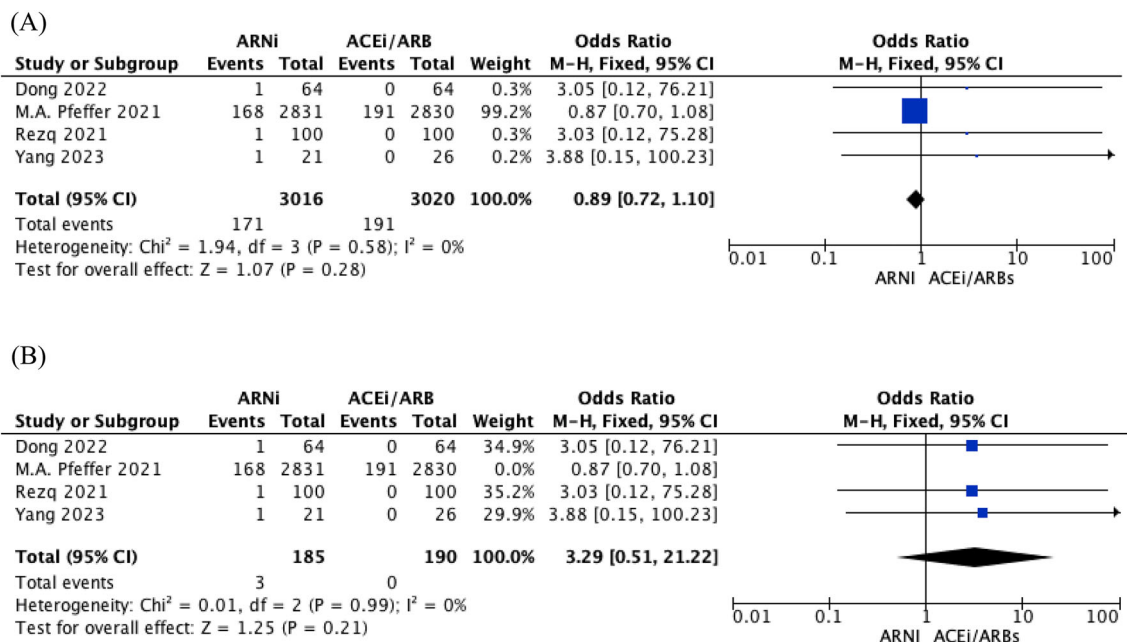 (A)
ARNi ACEi/ARB Odds Ratio Odds Ratio
Study or Subgroup Events Total Events Total Weight M-H, Fixed, 95% CI M-H, Fixed, 95% CI
Dong 2022 1 64 0 64 0.3% 3.05 [0.12, 76.21]
M.A. Pfeffer 2021 168 2831 191 2830 99.2% 0.87 [0.70, 1.08]
Rezq 2021 1 100 0 100 0.3% 3.03 [0.12, 75.28]
Yang 2023 1 21 0 26 0.2% 3.88 [0.15, 100.23]
Total (95% CI) 3016 3020 100.0% 0.89 [0.72, 1.10]
Total events 171 191
Heterogeneity: Chi² = 1.94, df = 3 (P = 0.58); I² = 0%
Test for overall effect: Z = 1.07 (P = 0.28)
0.01 0.1 1 10 100
ARNI ACEi/ARBs
(B)
ARNi ACEi/ARB Odds Ratio Odds Ratio
Study or Subgroup Events Total Events Total Weight M-H, Fixed, 95% CI M-H, Fixed, 95% CI
Dong 2022 1 64 0 64 34.9% 3.05 [0.12, 76.21]
M.A. Pfeffer 2021 168 2831 191 2830 0.0% 0.87 [0.70, 1.08]
Rezq 2021 1 100 0 100 35.2% 3.03 [0.12, 75.28]
Yang 2023 1 21 0 26 29.9% 3.88 [0.15, 100.23]
Total (95% CI) 185 190 100.0% 3.29 [0.51, 21.22]
Total events 3 0
Heterogeneity: Chi² = 0.01, df = 2 (P = 0.99); I² = 0%
Test for overall effect: Z = 1.25 (P = 0.21)
0.01 0.1 1 10 100
ARNI ACEi/ARBs